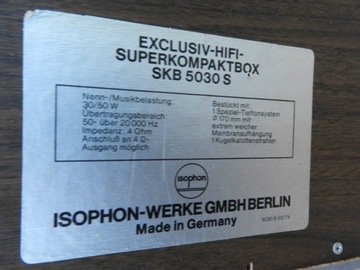 EXCLUSIV-HIFI-
SUPERKOMPAKTBOX
SKB 5030 S
Nenn-/Musikbelastung:
30/50 W
Übertragungsbereich
50- über 20000 Hz
Impedanz: 4 Ohm
Anschluß an 4 Ω-
Ausgang möglich
Bestückt mit:
1 Spezial-Tieftonsystem
Ø 170 mm mit
extrem weicher
Membranaufhängung
1 Kugelkalottenstrahler
isophon
ISOPHON-WERKE GMBH BERLIN
Made in Germany